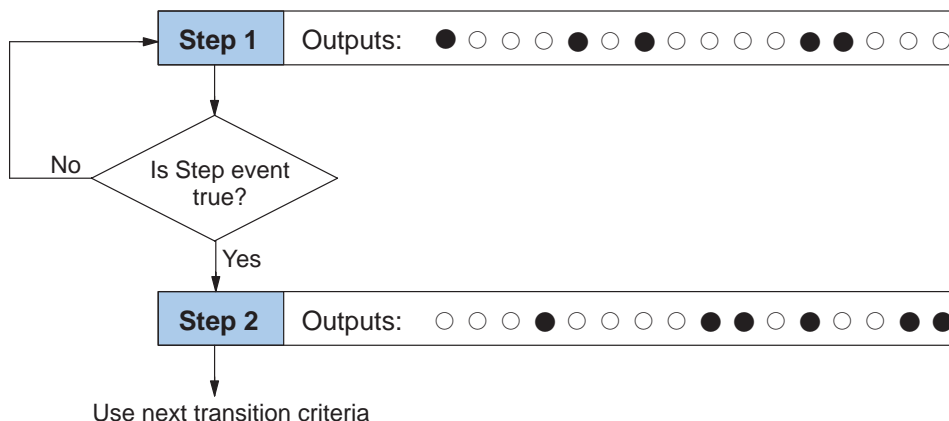 Step 1 Outputs:
No
Is Step event
true?
Yes
Step 2 Outputs:
Use next transition criteria